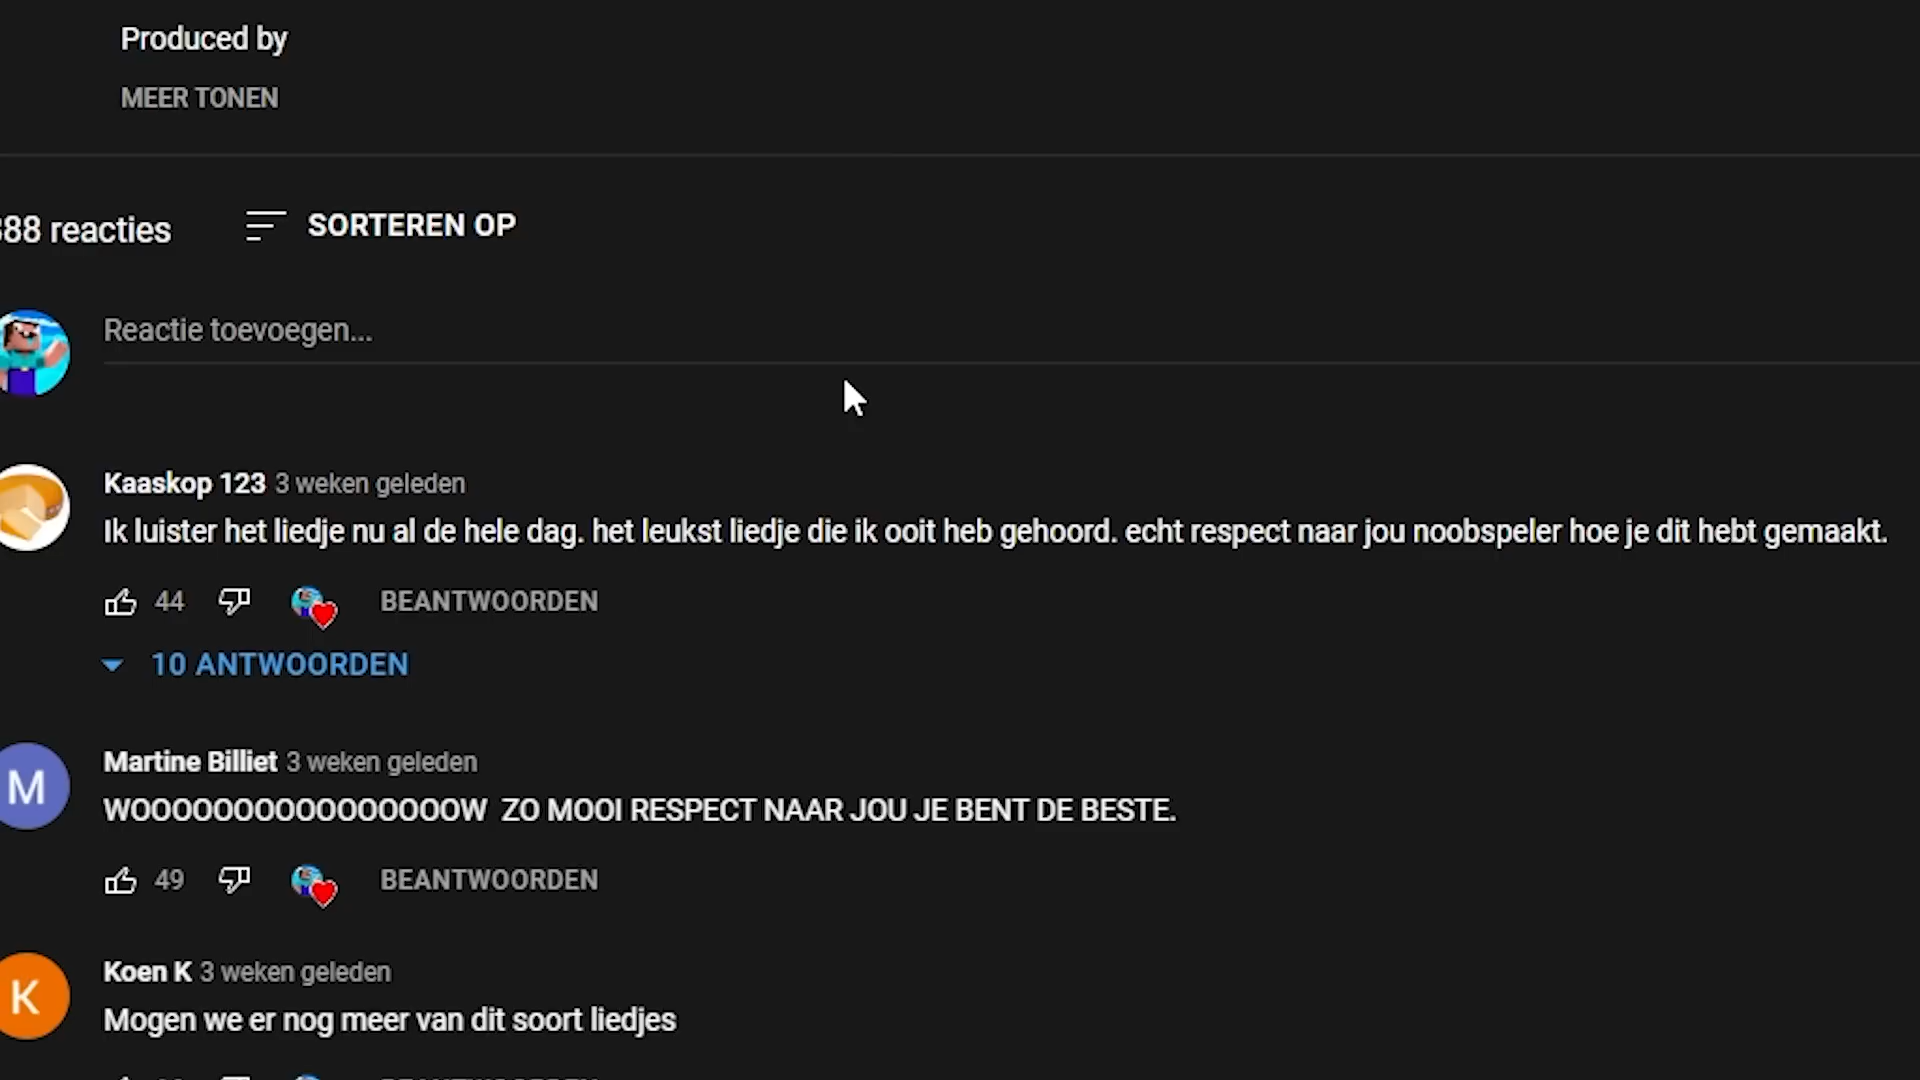 Produced by
MEER TONEN
88 reacties
SORTEREN OP
Reactie toevoegen...
Kaaskop 123 3 weken geleden
Ik luister het liedje nu al de hele dag. het leukst liedje die ik ooit heb gehoord. echt respect naar jou noobspeler hoe je dit hebt gemaakt.
44 BEANTWOORDEN
10 ANTWOORDEN
M
Martine Billiet 3 weken geleden
WOOOOOOOOOOOOOOOOW ZO MOOI RESPECT NAAR JOU JE BENT DE BESTE.
49 BEANTWOORDEN
K
Koen K 3 weken geleden
Mogen we er nog meer van dit soort liedjes